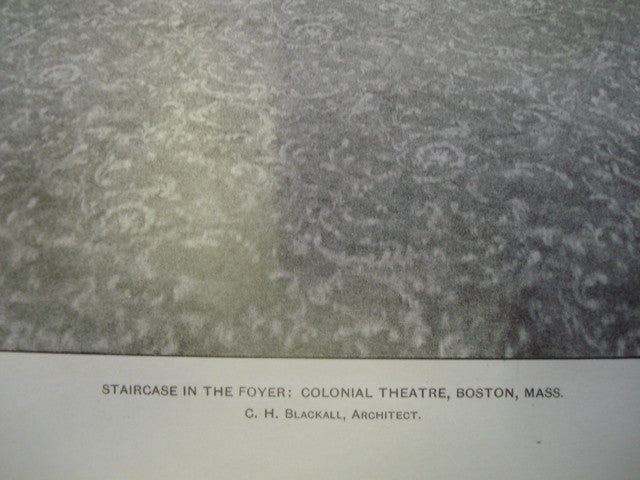 STAIRCASE IN THE FOYER: COLONIAL THEATRE, BOSTON, MASS.
C. H. BLACKALL, ARCHITECT.